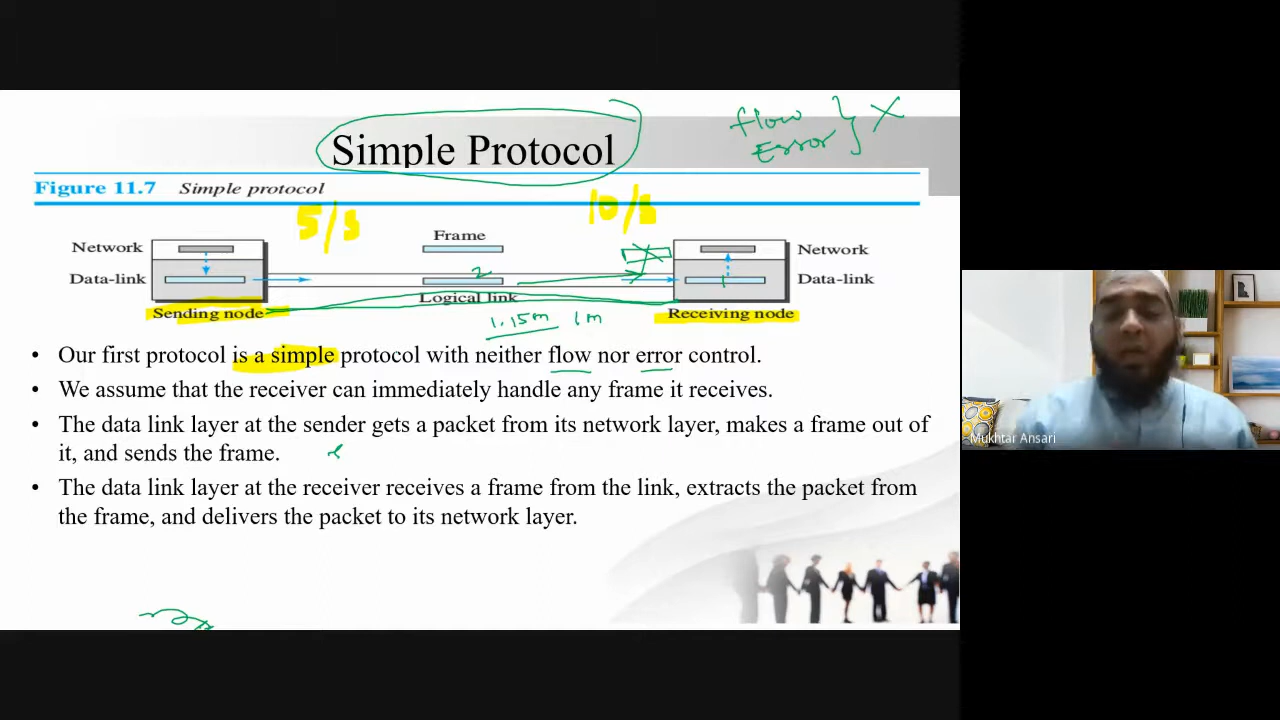 flow
Simple Protocol
Error
Figure 11.7 Simple protocol
5/s
10/s
Frame
Network
Network
Data-link
2
1
Data-link
Logical link
Sending node
1.15m 1m
Receiving node
• Our first protocol is a simple protocol with neither flow nor error control.
• We assume that the receiver can immediately handle any frame it receives.
• The data link layer at the sender gets a packet from its network layer, makes a frame out of
it, and sends the frame.
• The data link layer at the receiver receives a frame from the link, extracts the packet from
the frame, and delivers the packet to its network layer.
Mukhtar Ansari